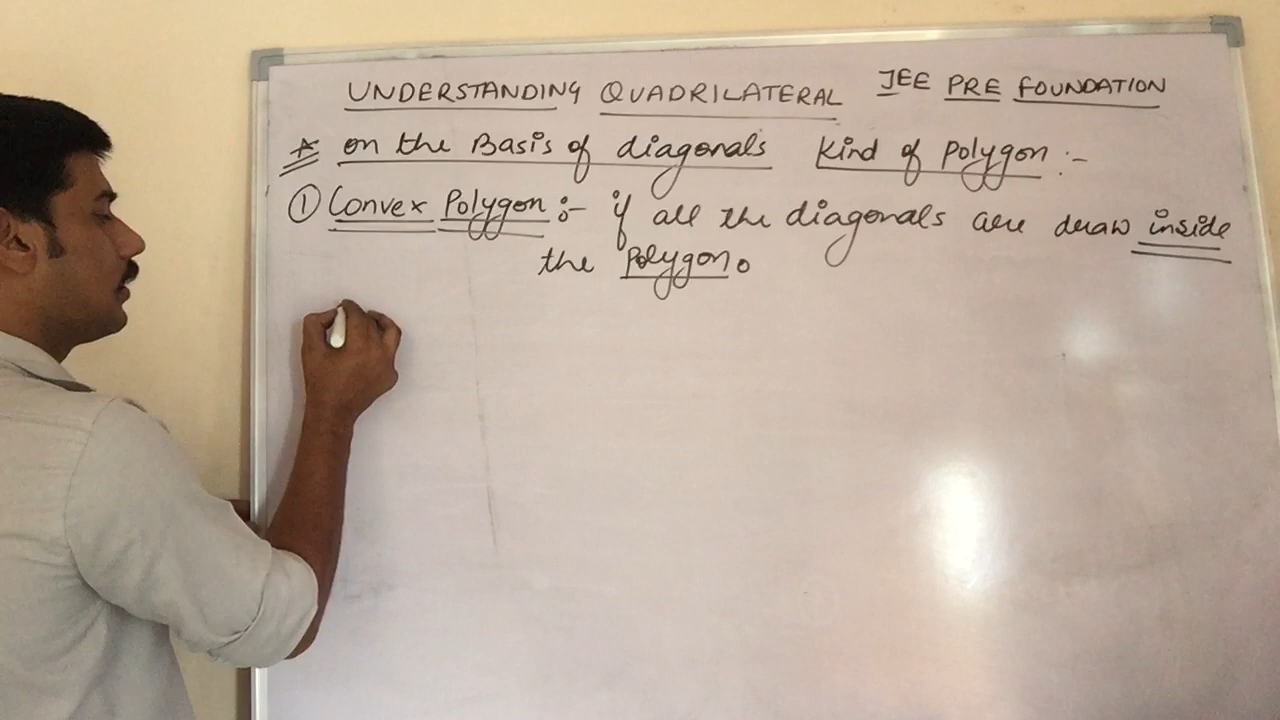 UNDERSTANDING QUADRILATERAL JEE PRE FOUNDATION
* on the Basis of diagonals Kind of Polygon :-
① Convex Polygon :- if all the diagonals are draw inside
the Polygon.